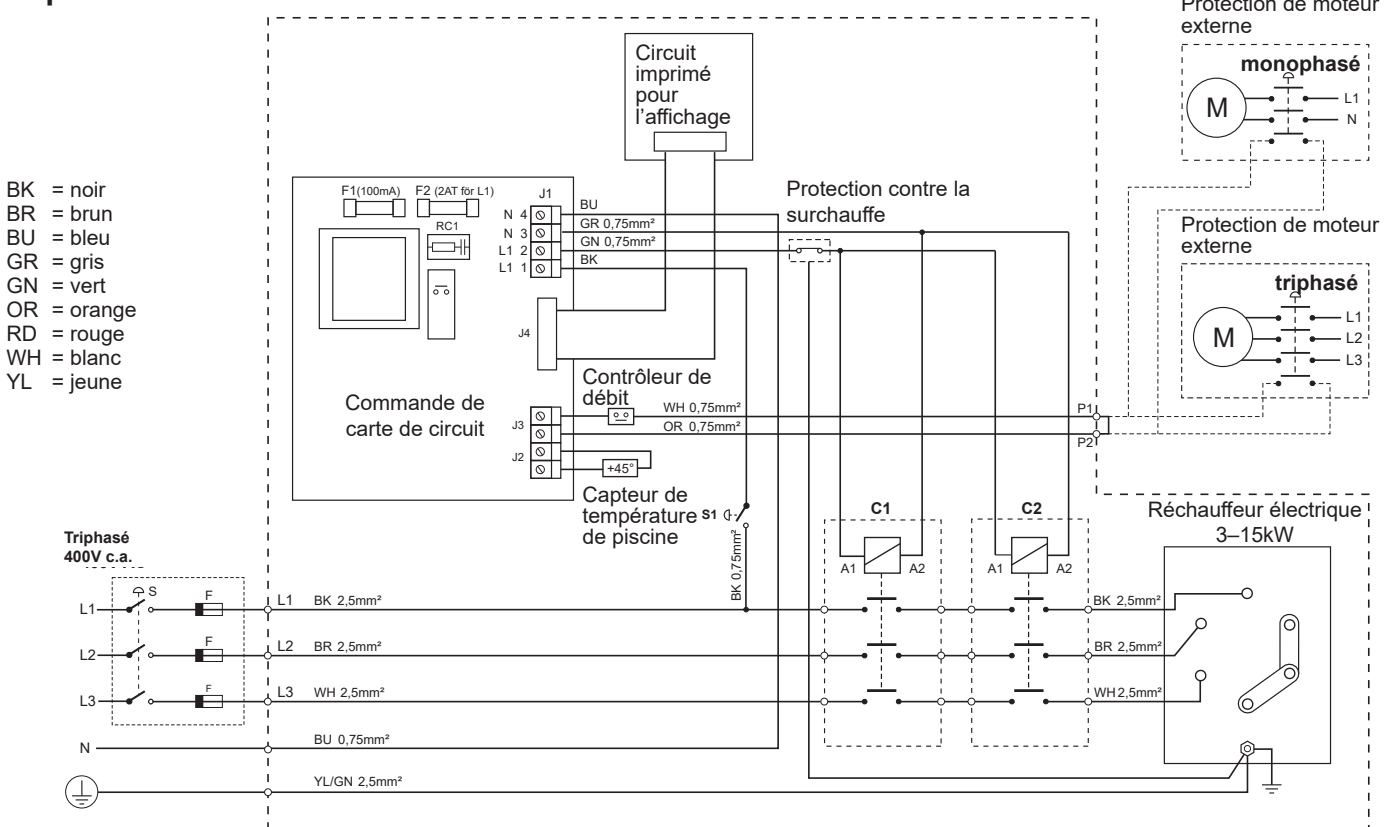 Protection de moteur
externe
monophasé
M
L1
N
Circuit
imprimé
pour
l'affichage
BK = noir
BR = brun
BU = bleu
GR = gris
GN = vert
OR = orange
RD = rouge
WH = blanc
YL = jeune
F1(100mA) F2 (2AT för L1)
J1
RC1
N 4
N 3
L1 2
L1 1
BU
GR 0,75mm²
GN 0,75mm²
BK
Protection contre la
surchauffe
Protection de moteur
externe
triphasé
M
L1
L2
L3
J4
Commande de
carte de circuit
Contrôleur de
débit
J3
J2
WH 0,75mm²
OR 0,75mm²
P1
P2
+45°
Capteur de
température
de piscine
S1
BK 0,75mm²
C1
C2
A1 A2
A1 A2
Réchauffeur électrique
3–15kW
Triphasé
400V c.a.
S
L1 F L1 BK 2,5mm² BK 2,5mm²
L2 F L2 BR 2,5mm² BR 2,5mm²
L3 F L3 WH 2,5mm² WH 2,5mm²
N BU 0,75mm²
YL/GN 2,5mm²